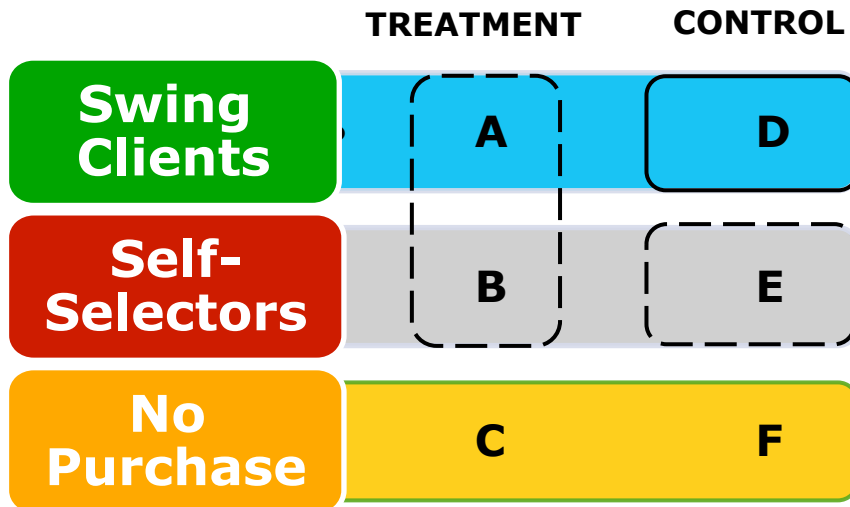 TREATMENT CONTROL
Swing
Clients
A D
Self-
Selectors
B E
No
Purchase
C F